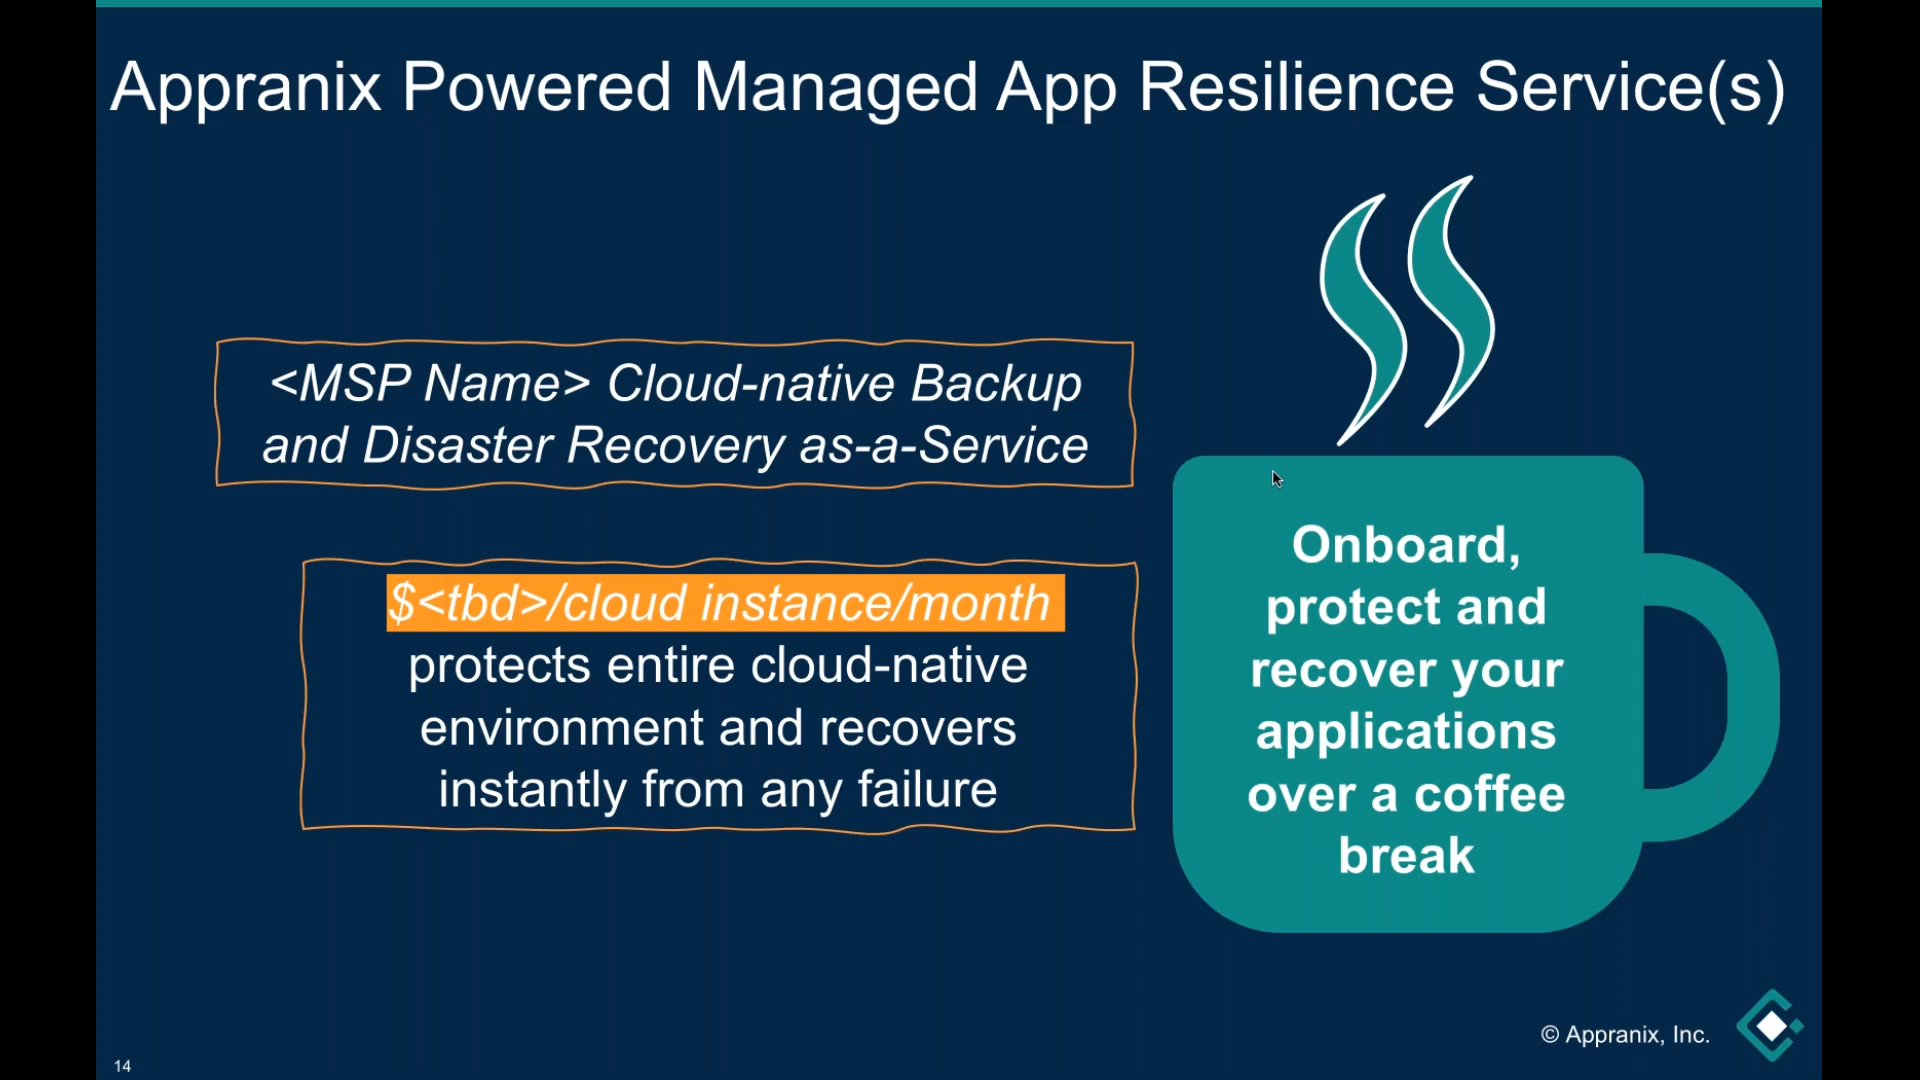 Appranix Powered Managed App Resilience Service(s)
<MSP Name> Cloud-native Backup
and Disaster Recovery as-a-Service
$<tbd>/cloud instance/month
protects entire cloud-native
environment and recovers
instantly from any failure
Onboard,
protect and
recover your
applications
over a coffee
break
© Appranix, Inc.
14